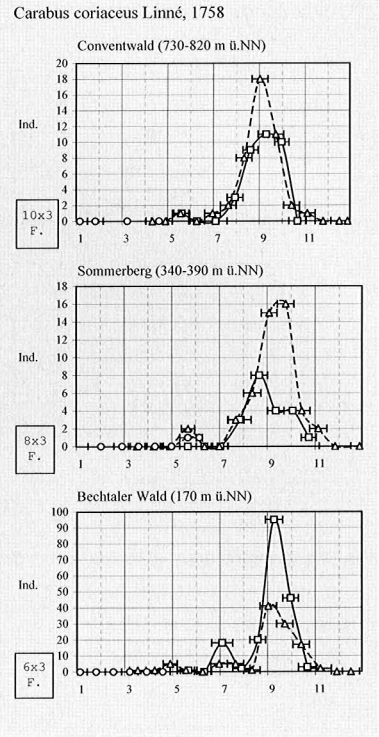 Carabus coriaceus Linné, 1758
Conventwald (730-820 m ü.NN)
20
18
16
14
12
10
8
6
4
2
0
Ind.
10x3
F.
1 3 5 7 9 11
Sommerberg (340-390 m ü.NN)
18
16
14
12
10
8
6
4
2
0
Ind.
8x3
F.
1 3 5 7 9 11
Bechtaler Wald (170 m ü.NN)
100
90
80
70
60
50
40
30
20
10
0
Ind.
6x3
F.
1 3 5 7 9 11